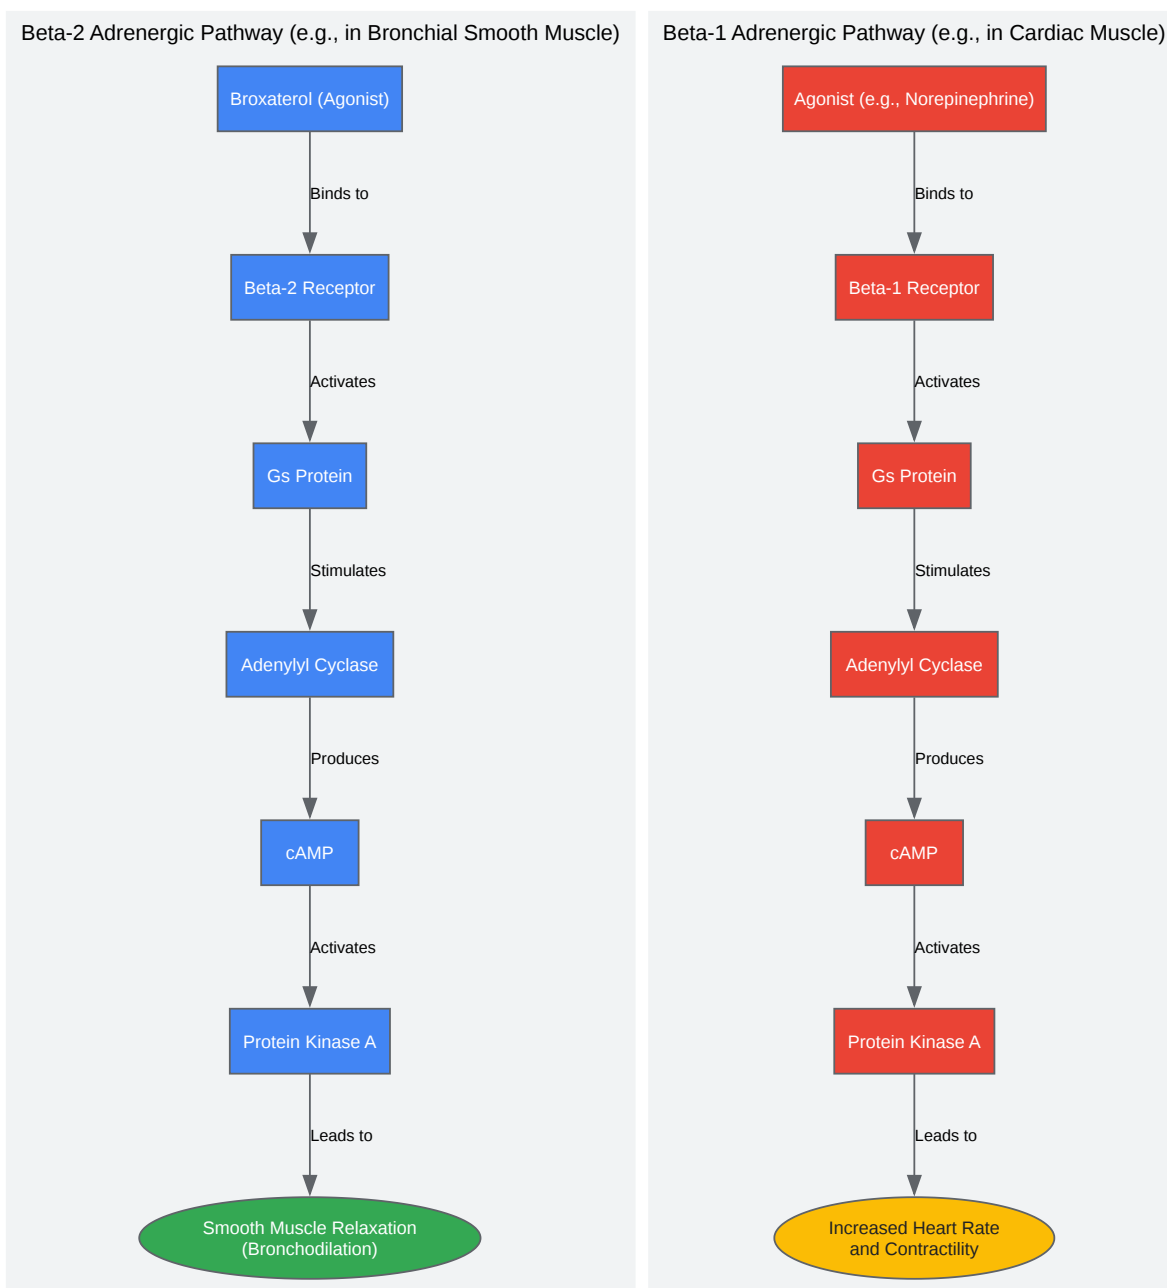 Beta-2 Adrenergic Pathway (e.g., in Bronchial Smooth Muscle)
Broxaterol (Agonist)
Binds to
Beta-2 Receptor
Activates
Gs Protein
Stimulates
Adenylyl Cyclase
Produces
cAMP
Activates
Protein Kinase A
Leads to
Smooth Muscle Relaxation
(Bronchodilation)
Beta-1 Adrenergic Pathway (e.g., in Cardiac Muscle)
Agonist (e.g., Norepinephrine)
Binds to
Beta-1 Receptor
Activates
Gs Protein
Stimulates
Adenylyl Cyclase
Produces
cAMP
Activates
Protein Kinase A
Leads to
Increased Heart Rate
and Contractility